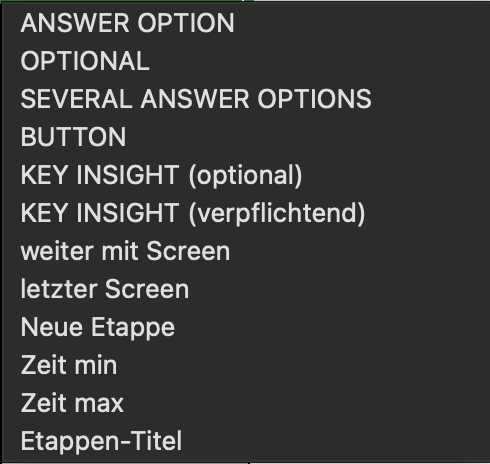 ANSWER OPTION
OPTIONAL
SEVERAL ANSWER OPTIONS
BUTTON
KEY INSIGHT (optional)
KEY INSIGHT (verpflichtend)
weiter mit Screen
letzter Screen
Neue Etappe
Zeit min
Zeit max
Etappen-Titel